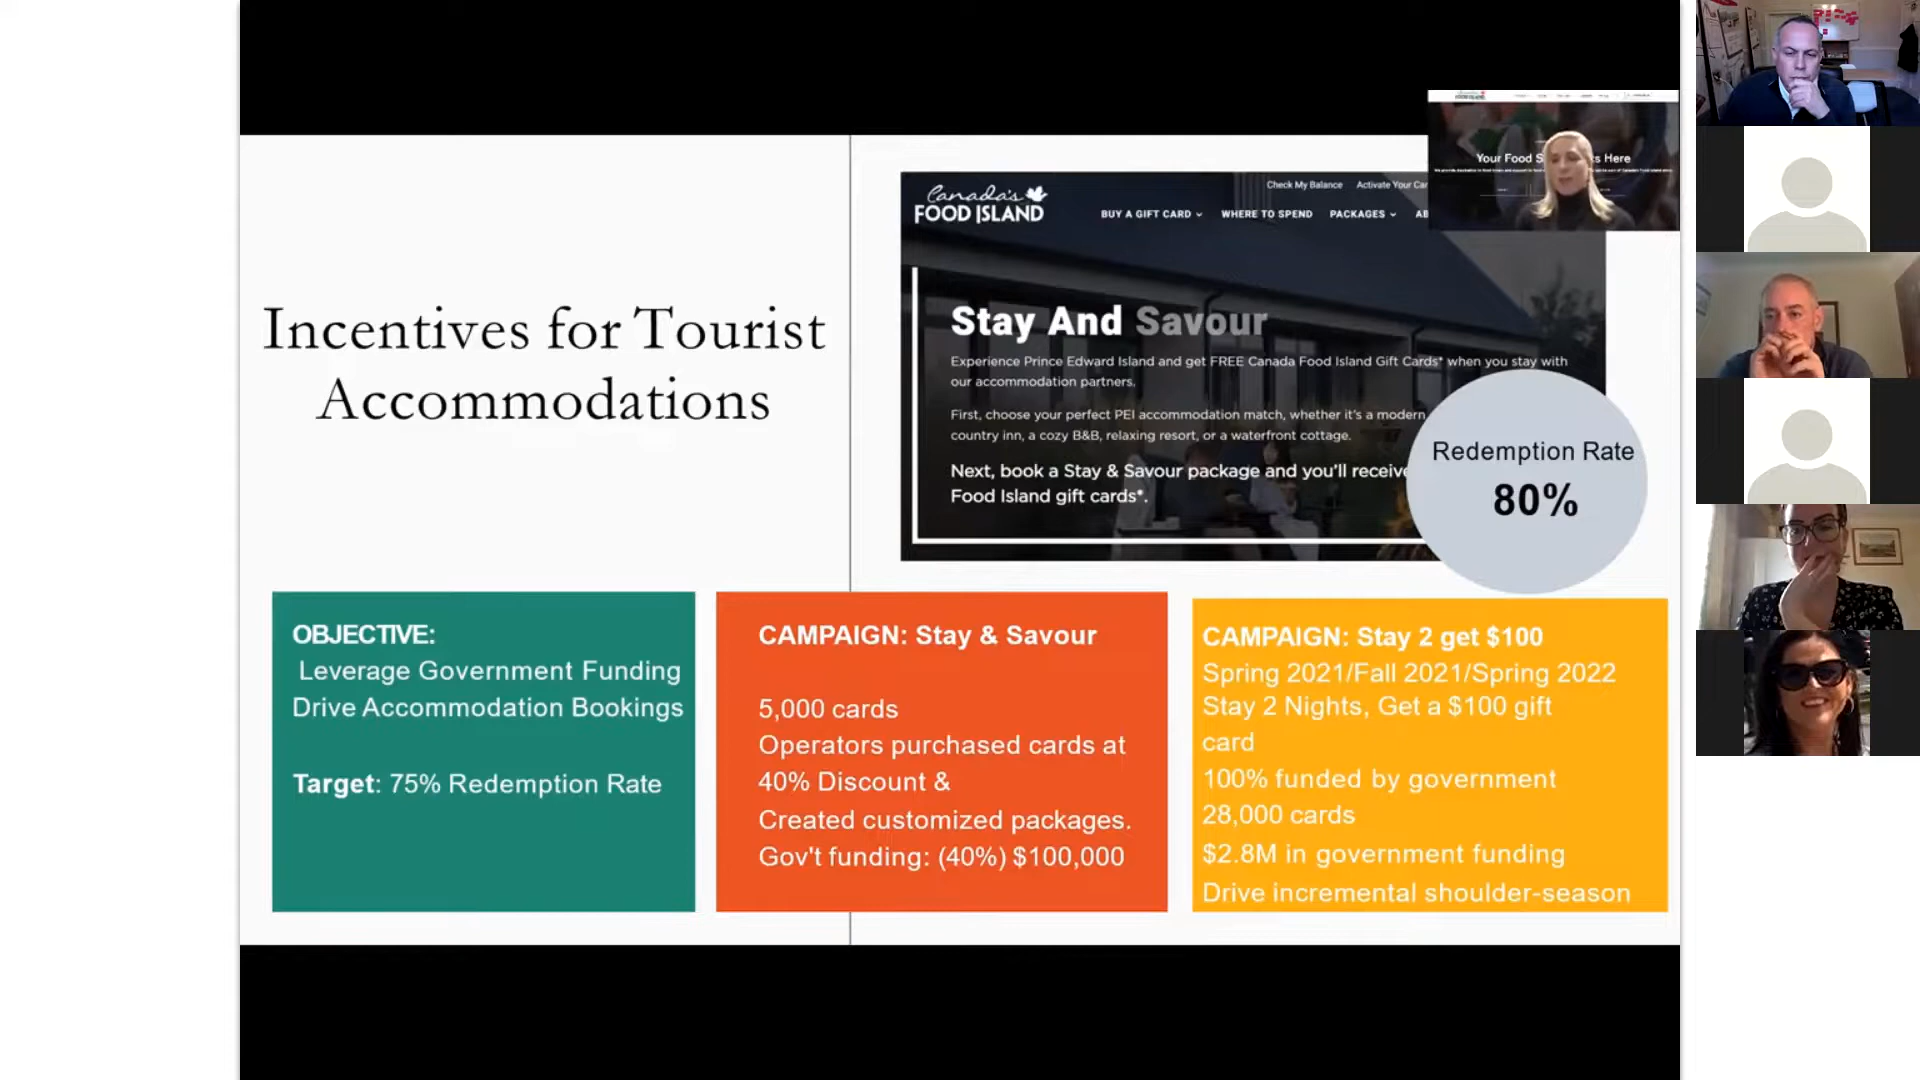 Incentives for Tourist
Accommodations
Canada's
FOOD ISLAND
Check My Balance Activate Your Car
BUY A GIFT CARD WHERE TO SPEND PACKAGES AB
FOOD ISLAND
Your Food S s Here
Stay And Savour
Experience Prince Edward Island and get FREE Canada Food Island Gift Cards* when you stay with
our accommodation partners.
First, choose your perfect PEI accommodation match, whether it's a modern
country inn, a cozy B&B, relaxing resort, or a waterfront cottage.
Next, book a Stay & Savour package and you'll receive
Food Island gift cards*.
Redemption Rate
80%
OBJECTIVE:
Leverage Government Funding
Drive Accommodation Bookings
Target: 75% Redemption Rate
CAMPAIGN: Stay & Savour
5,000 cards
Operators purchased cards at
40% Discount &
Created customized packages.
Gov't funding: (40%) $100,000
CAMPAIGN: Stay 2 get $100
Spring 2021/Fall 2021/Spring 2022
Stay 2 Nights, Get a $100 gift
card
100% funded by government
28,000 cards
$2.8M in government funding
Drive incremental shoulder-season